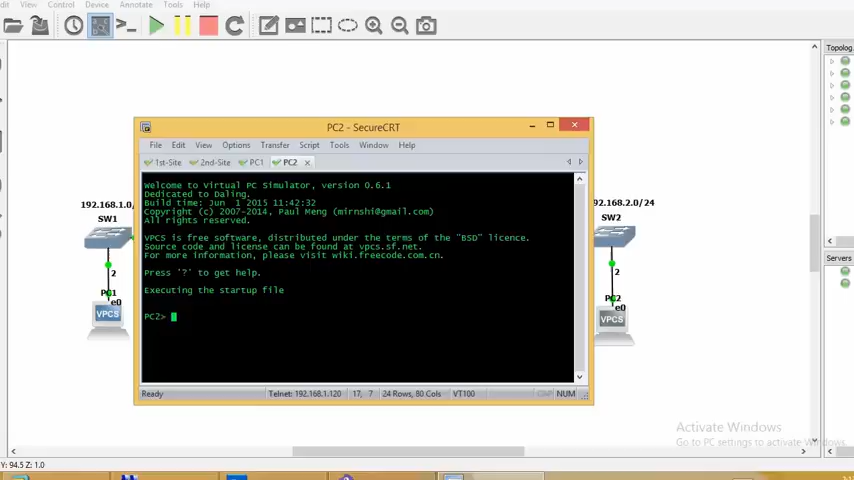 dit View Control Device Annotate Tools Help
Topolog
PC2 - SecureCRT
File Edit View Options Transfer Script Tools Window Help
1st-Site 2nd-Site PC1 PC2
Welcome to Virtual PC Simulator, version 0.6.1
Dedicated to Daling.
Build time: Jun 1 2015 11:42:32
Copyright (c) 2007-2014, Paul Meng (mirnshi@gmail.com)
All rights reserved.
VPCS is free software, distributed under the terms of the "BSD" licence.
Source code and license can be found at vpcs.sf.net.
For more information, please visit wiki.freecode.com.cn.
Press '?' to get help.
Executing the startup file
PC2>
Ready Telnet: 192.168.1.120 17, 7 24 Rows, 80 Cols VT100 CAP NUM
192.168.1.0/
SW1
2
PC1
e0
VPCS
92.168.2.0/24
SW2
2
PC2
e0
VPCS
Servers
Activate Windows
Go to PC settings to activate Windows.
Y: 94.5 Z: 1.0